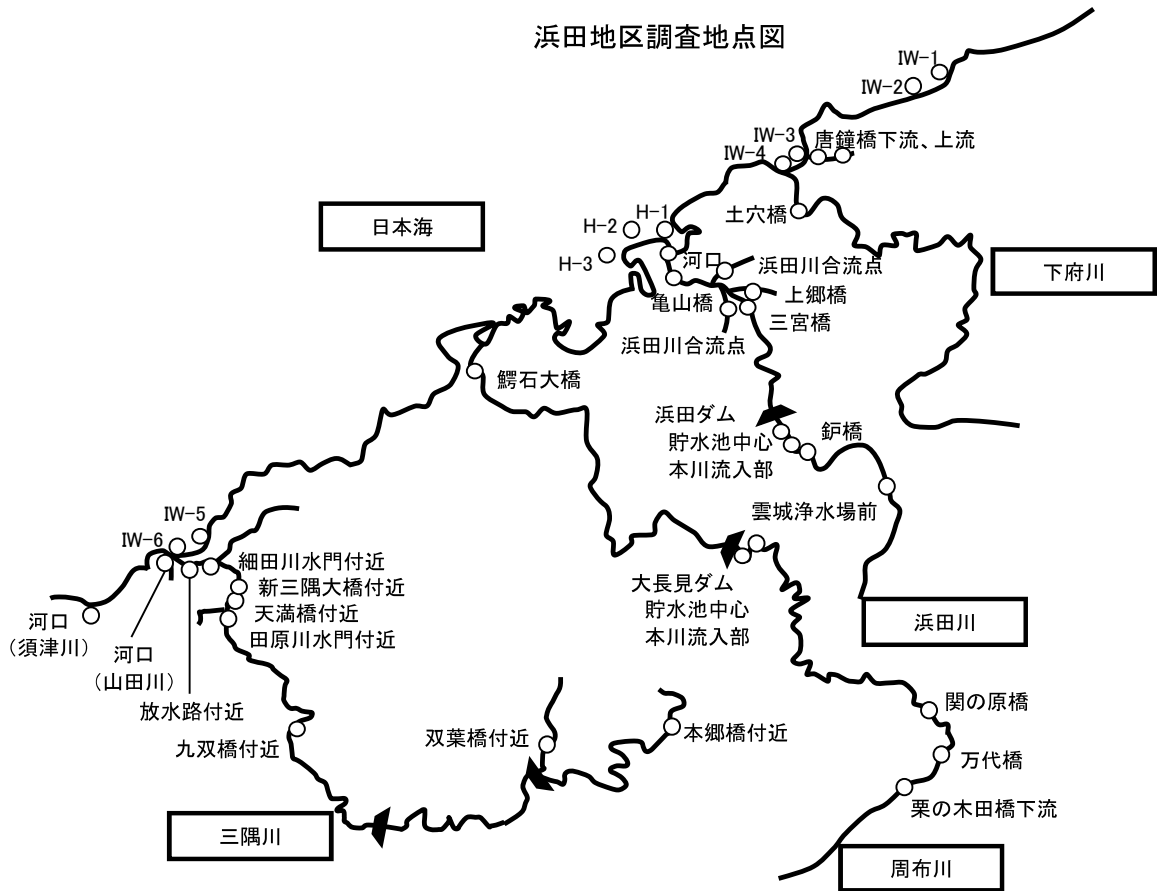 浜田地区調査地点図
IW-1
IW-2
IW-3
唐鐘橋下流、上流
IW-4
土穴橋
H-1
H-2
日本海
H-3
河口
浜田川合流点
下府川
亀山橋
上郷橋
三宮橋
浜田川合流点
鰐石大橋
浜田ダム
貯水池中心
本川流入部
鈩橋
雲城浄水場前
IW-5
IW-6
細田川水門付近
新三隅大橋付近
天満橋付近
田原川水門付近
大長見ダム
貯水池中心
本川流入部
浜田川
河口
(須津川)
河口
(山田川)
放水路付近
九双橋付近
双葉橋付近
本郷橋付近
関の原橋
万代橋
栗の木田橋下流
三隅川
周布川